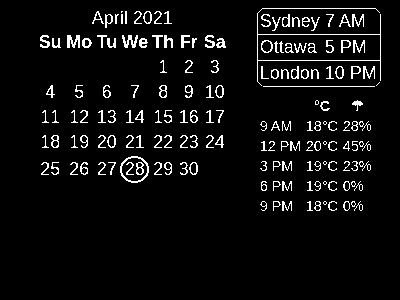 April 2021
Su Mo Tu We Th Fr Sa
1 2 3
4 5 6 7 8 9 10
11 12 13 14 15 16 17
18 19 20 21 22 23 24
25 26 27 28 29 30
Sydney 7 AM
Ottawa 5 PM
London 10 PM
°C ☂
9 AM 18°C 28%
12 PM 20°C 45%
3 PM 19°C 23%
6 PM 19°C 0%
9 PM 18°C 0%